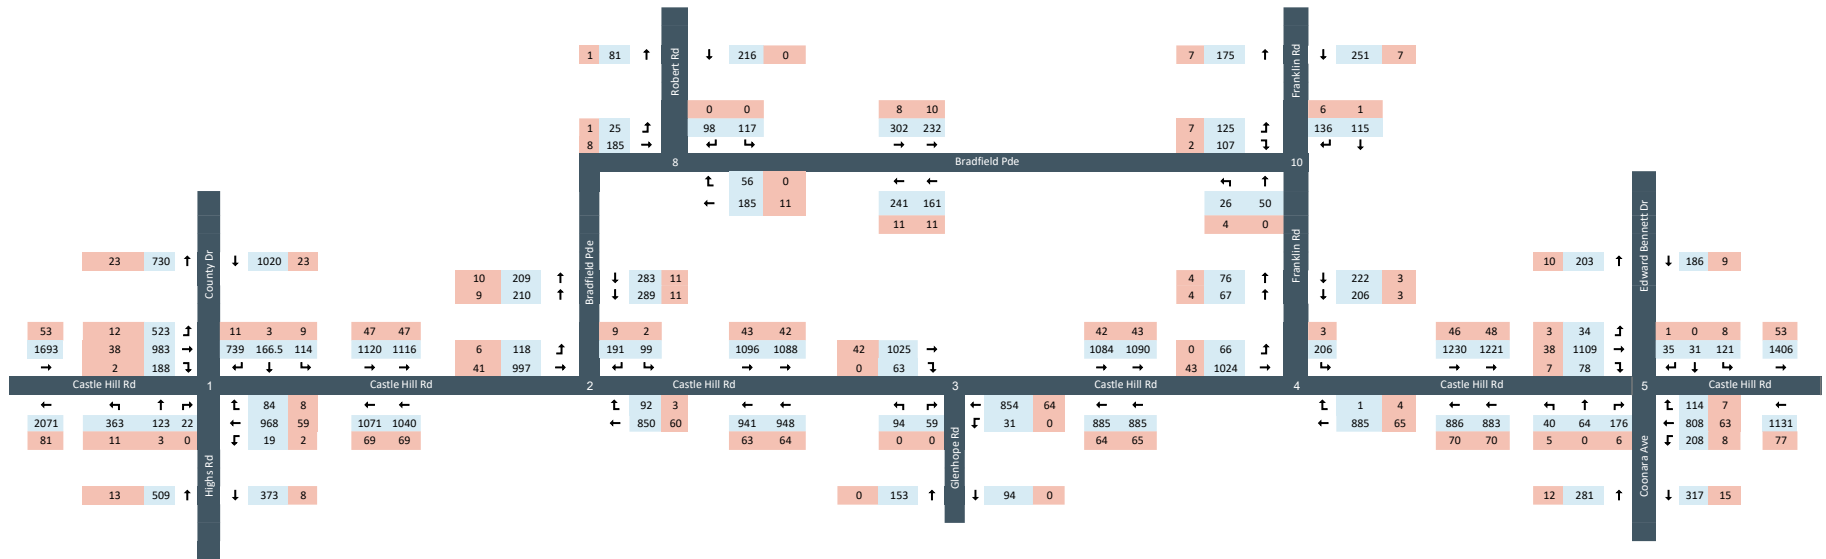 1 81 ↑ ↓ 216 0 7 175 ↑ ↓ 251 7
Robert Rd
Franklin Rd
0 0 8 10 6 1
1 25 98 117 302 232 7 125 136 115
8 185 → → → 2 107 ↓
8 Bradfield Pde 10
56 0 ← ← ↑
← 185 11 241 161 26 50
11 11 4 0
Edward Bennett Dr
County Dr
Bradfield Pde
Franklin Rd
23 730 ↑ ↓ 1020 23 10 203 ↑ ↓ 186 9
10 209 ↑ ↓ 283 11 4 76 ↑ ↓ 222 3
9 210 ↑ ↓ 289 11 4 67 ↑ ↓ 206 3
53 12 523 11 3 9 47 47 9 2 43 42 42 43 3 46 48 3 34 1 0 8 53
1693 38 983 → 739 166.5 114 1120 1116 6 118 191 99 1096 1088 42 1025 → 1084 1090 0 66 206 1230 1221 38 1109 → 35 31 121 1406
→ 2 188 ↓ → → 41 997 → → → 0 63 → → 43 1024 → → → 7 78 ↓ →
Castle Hill Rd 1 Castle Hill Rd 2 Castle Hill Rd 3 Castle Hill Rd 4 Castle Hill Rd 5 Castle Hill Rd
← ↑ 84 8 ← ← 92 3 ← ← ← 854 64 ← ← 1 4 ← ← ↑ 114 7 ←
2071 363 123 22 ← 968 59 1071 1040 ← 850 60 941 948 94 59 31 0 885 885 ← 885 65 886 883 40 64 176 ← 808 63 1131
81 11 3 0 19 2 69 69 63 64 0 0 64 65 70 70 5 0 6 208 8 77
Highs Rd
Glenhope Rd
Coonara Ave
13 509 ↑ ↓ 373 8 0 153 ↑ ↓ 94 0 12 281 ↑ ↓ 317 15